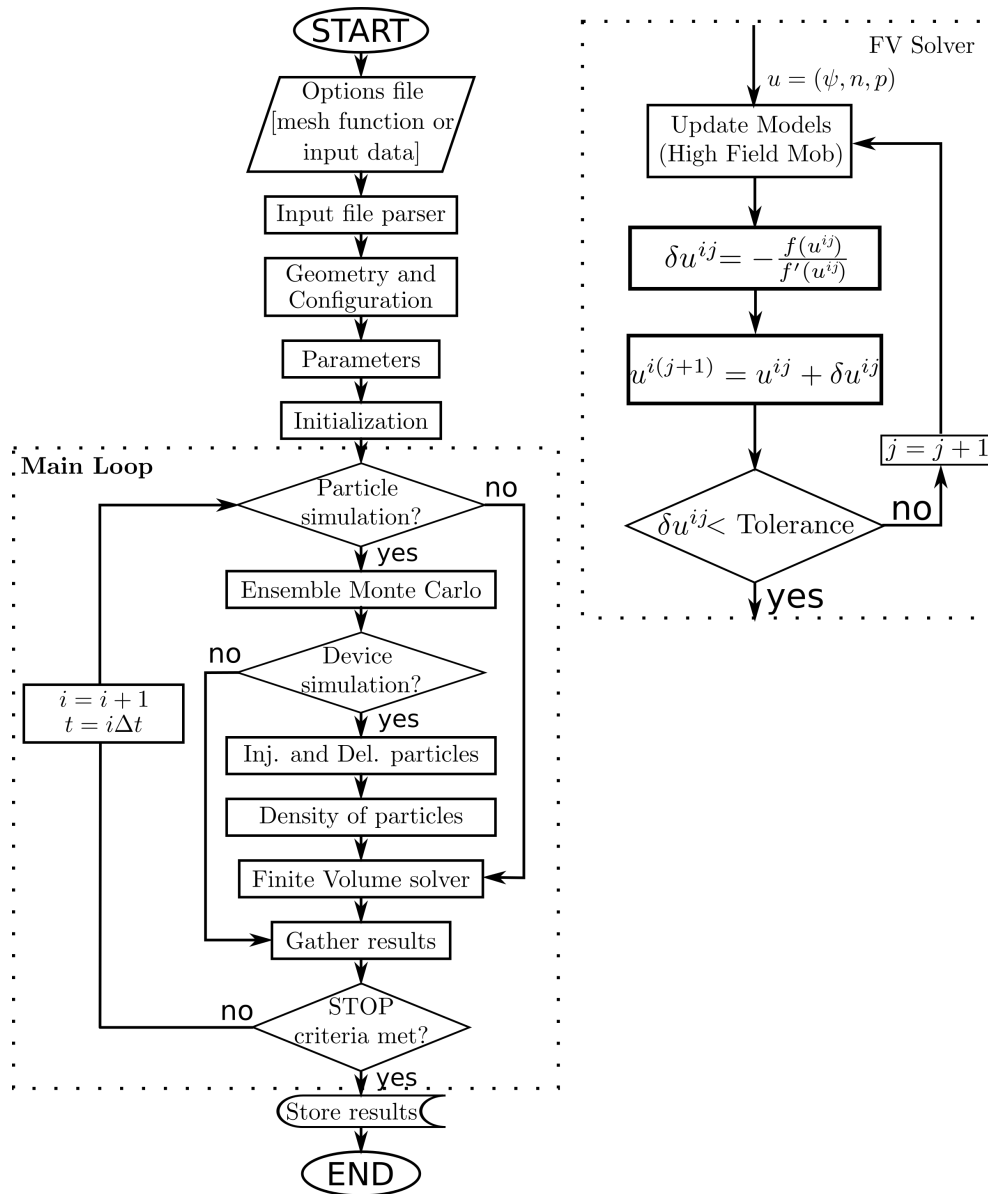 START
Options file
[mesh function or
input data]
Input file parser
Geometry and
Configuration
Parameters
Initialization
Main Loop
Particle
simulation?
no
yes
Ensemble Monte Carlo
Device
simulation?
no
yes
i = i + 1
t = iΔt
Inj. and Del. particles
Density of particles
Finite Volume solver
Gather results
STOP
criteria met?
no
yes
Store results
END
FV Solver
u = (ψ, n, p)
Update Models
(High Field Mob)
δu^{ij} = − f(u^{ij}) / f′(u^{ij})
u^{i(j+1)} = u^{ij} + δu^{ij}
j = j + 1
δu^{ij} < Tolerance
no
yes